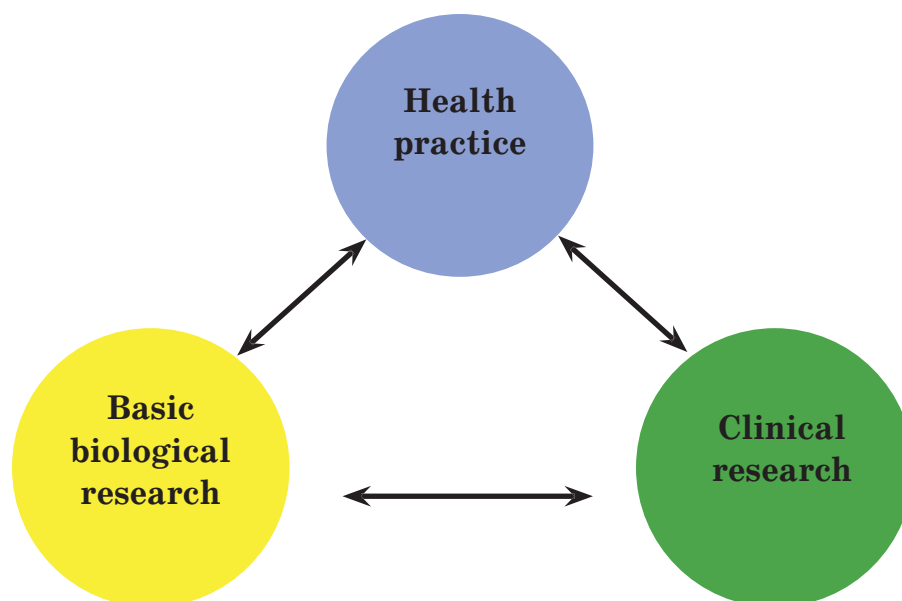 Health
practice
Basic
biological
research
Clinical
research